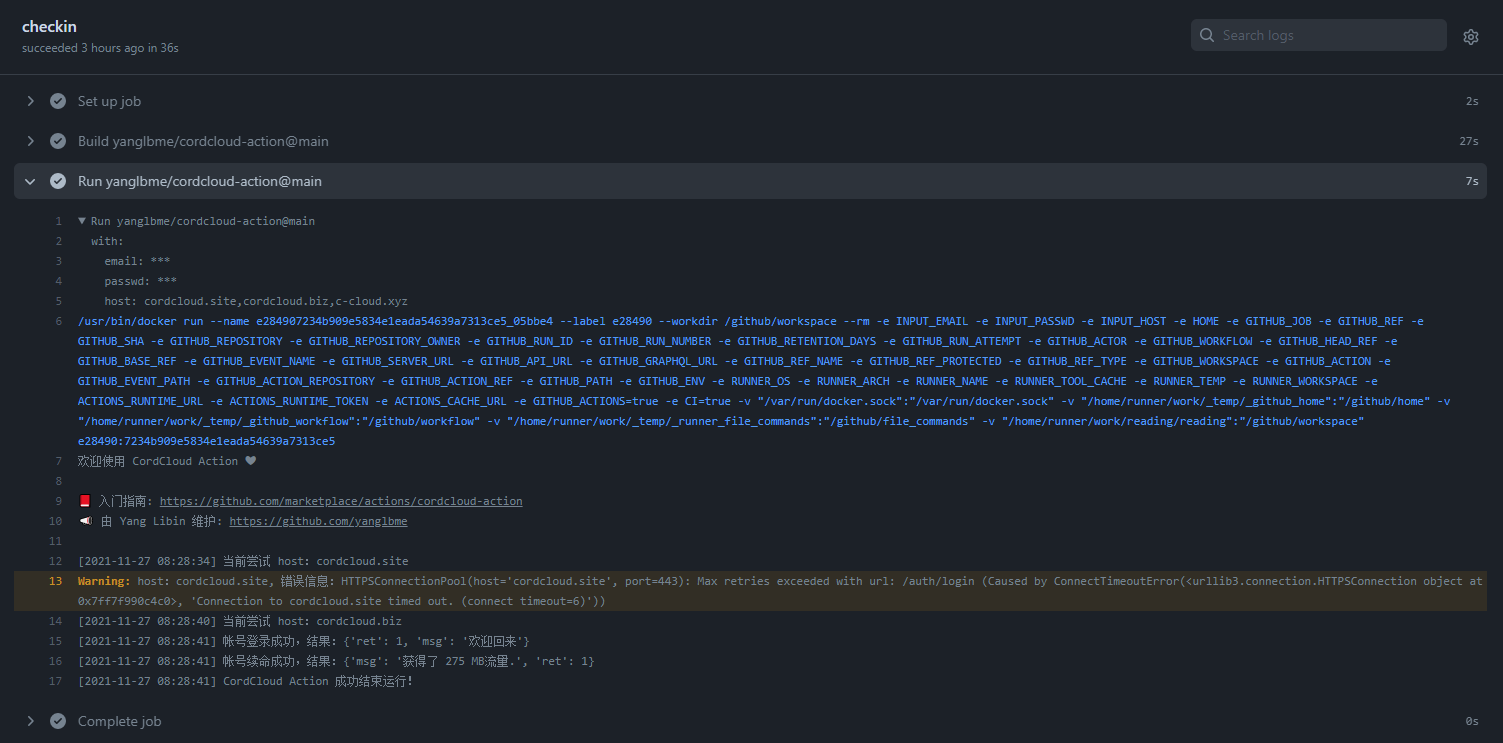 checkin
succeeded 3 hours ago in 36s
Search logs
Set up job 2s
Build yanglbme/cordcloud-action@main 27s
Run yanglbme/cordcloud-action@main 7s
1 ▼ Run yanglbme/cordcloud-action@main
2 with:
3 email: ***
4 passwd: ***
5 host: cordcloud.site,cordcloud.biz,c-cloud.xyz
6 /usr/bin/docker run --name e284907234b909e5834e1eada54639a7313ce5_05bbe4 --label e28490 --workdir /github/workspace --rm -e INPUT_EMAIL -e INPUT_PASSWD -e INPUT_HOST -e HOME -e GITHUB_JOB -e GITHUB_REF -e
GITHUB_SHA -e GITHUB_REPOSITORY -e GITHUB_REPOSITORY_OWNER -e GITHUB_RUN_ID -e GITHUB_RUN_NUMBER -e GITHUB_RETENTION_DAYS -e GITHUB_RUN_ATTEMPT -e GITHUB_ACTOR -e GITHUB_WORKFLOW -e GITHUB_HEAD_REF -e
GITHUB_BASE_REF -e GITHUB_EVENT_NAME -e GITHUB_SERVER_URL -e GITHUB_API_URL -e GITHUB_GRAPHQL_URL -e GITHUB_REF_NAME -e GITHUB_REF_PROTECTED -e GITHUB_REF_TYPE -e GITHUB_WORKSPACE -e GITHUB_ACTION -e
GITHUB_EVENT_PATH -e GITHUB_ACTION_REPOSITORY -e GITHUB_ACTION_REF -e GITHUB_PATH -e GITHUB_ENV -e RUNNER_OS -e RUNNER_ARCH -e RUNNER_NAME -e RUNNER_TOOL_CACHE -e RUNNER_TEMP -e RUNNER_WORKSPACE -e
ACTIONS_RUNTIME_URL -e ACTIONS_RUNTIME_TOKEN -e ACTIONS_CACHE_URL -e GITHUB_ACTIONS=true -e CI=true -v "/var/run/docker.sock":"/var/run/docker.sock" -v "/home/runner/work/_temp/_github_home":"/github/home" -v
"/home/runner/work/_temp/_github_workflow":"/github/workflow" -v "/home/runner/work/_temp/_runner_file_commands":"/github/file_commands" -v "/home/runner/work/reading/reading":"/github/workspace"
e28490:7234b909e5834e1eada54639a7313ce5
7 欢迎使用 CordCloud Action ❤
8
9 📕 入门指南: https://github.com/marketplace/actions/cordcloud-action
10 📣 由 Yang Libin 维护: https://github.com/yanglbme
11
12 [2021-11-27 08:28:34] 当前尝试 host: cordcloud.site
13 Warning: host: cordcloud.site, 错误信息: HTTPSConnectionPool(host='cordcloud.site', port=443): Max retries exceeded with url: /auth/login (Caused by ConnectTimeoutError(<urllib3.connection.HTTPSConnection object at
0x7ff7f990c4c0>, 'Connection to cordcloud.site timed out. (connect timeout=6)'))
14 [2021-11-27 08:28:40] 当前尝试 host: cordcloud.biz
15 [2021-11-27 08:28:41] 帐号登录成功，结果: {'ret': 1, 'msg': '欢迎回来'}
16 [2021-11-27 08:28:41] 帐号续命成功，结果: {'msg': '获得了 275 MB流量.', 'ret': 1}
17 [2021-11-27 08:28:41] CordCloud Action 成功结束运行!
Complete job 0s